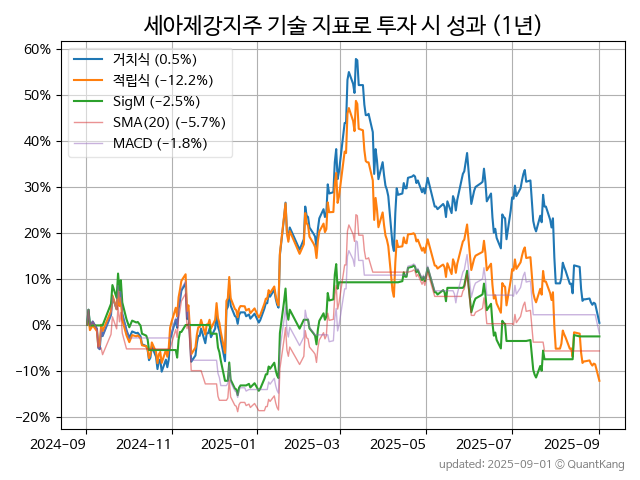 세아제강지주 기술 지표로 투자 시 성과 (1년)
거치식 (0.5%)
적립식 (−12.2%)
SigM (−2.5%)
SMA(20) (−5.7%)
MACD (−1.8%)
60%
50%
40%
30%
20%
10%
0%
−10%
−20%
2024-09 2024-11 2025-01 2025-03 2025-05 2025-07 2025-09
updated: 2025-09-01 © QuantKang